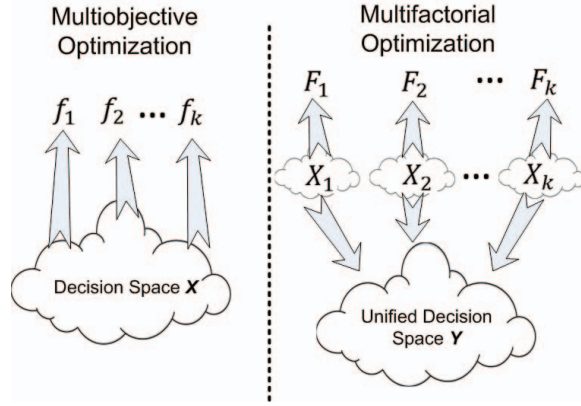 Multiobjective
Optimization
f₁ f₂ ••• fₖ
Decision Space X
Multifactorial
Optimization
F₁ F₂ ••• Fₖ
X₁ X₂ ••• Xₖ
Unified Decision
Space Y